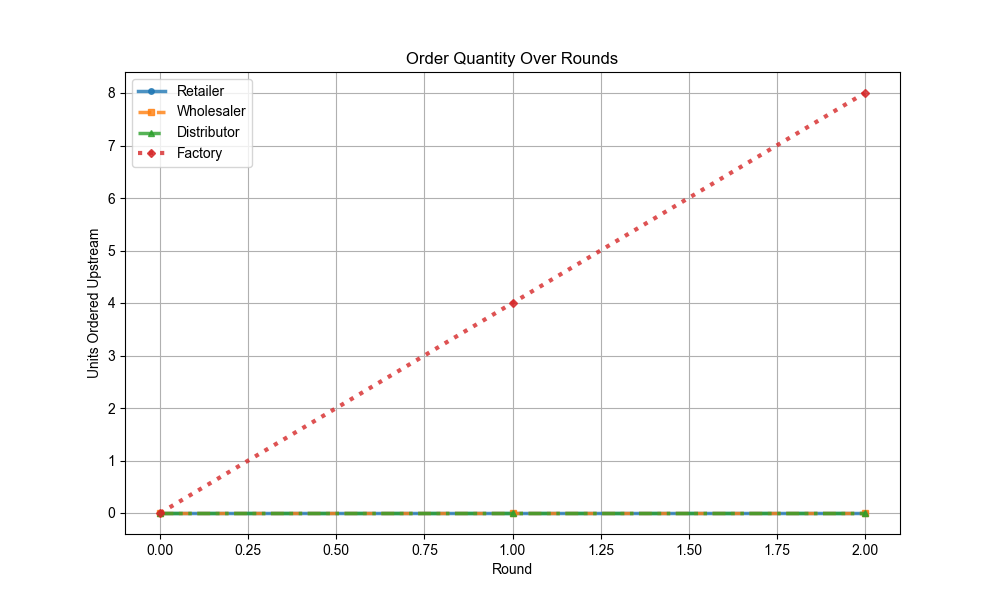 Order Quantity Over Rounds
Retailer
Wholesaler
Distributor
Factory
Units Ordered Upstream
8
7
6
5
4
3
2
1
0
0.00 0.25 0.50 0.75 1.00 1.25 1.50 1.75 2.00
Round